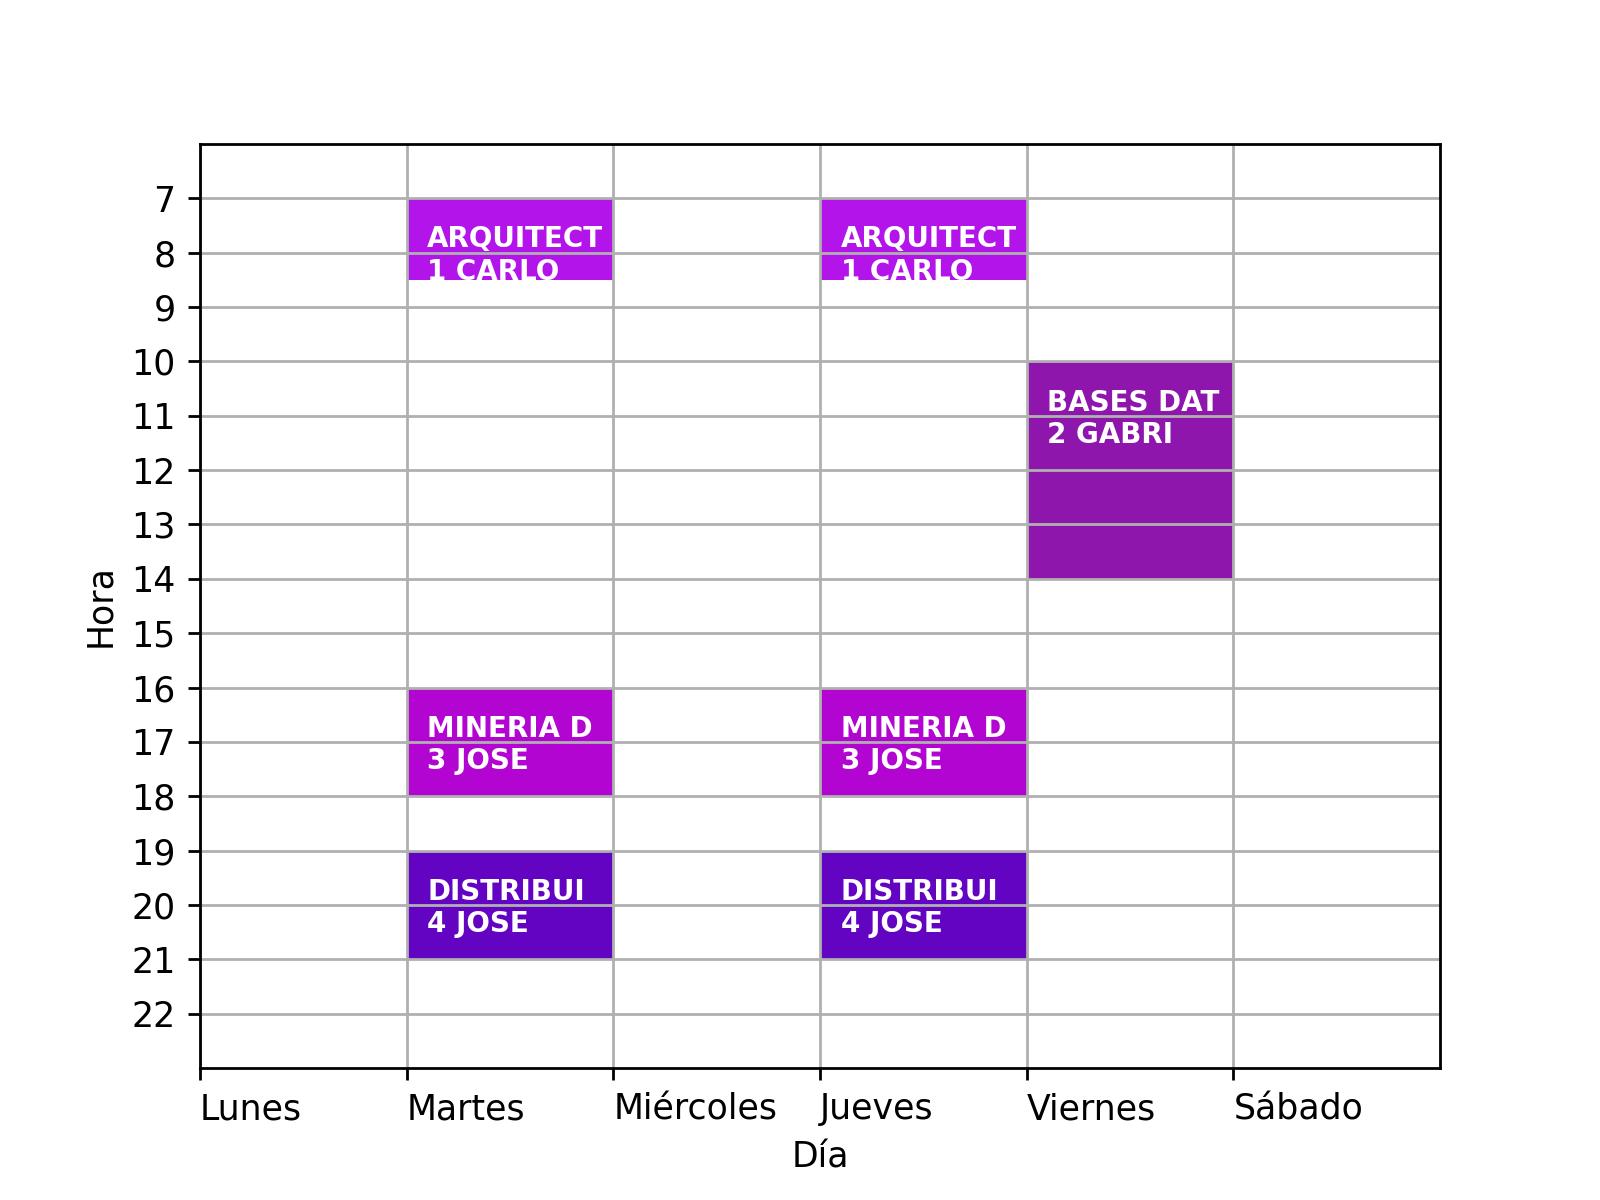 7
8
9
10
11
12
13
14
15
16
17
18
19
20
21
22
Hora
ARQUITECT
1 CARLO
ARQUITECT
1 CARLO
BASES DAT
2 GABRI
MINERIA D
3 JOSE
MINERIA D
3 JOSE
DISTRIBUI
4 JOSE
DISTRIBUI
4 JOSE
Lunes
Martes
Miércoles
Jueves
Viernes
Sábado
Día